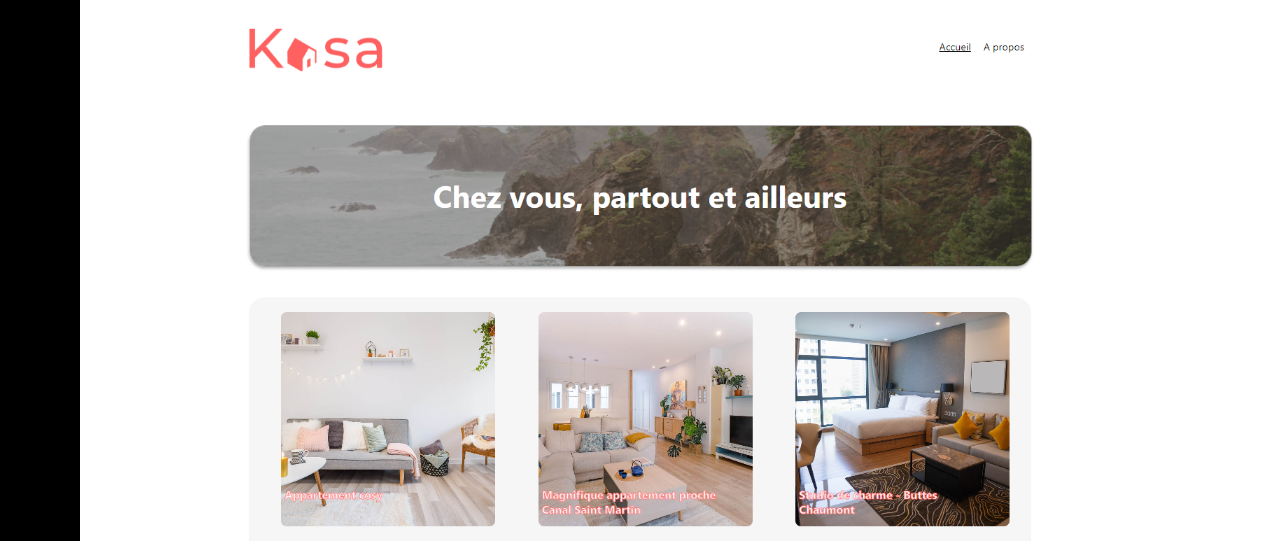 Kasa
Accueil A propos
Chez vous, partout et ailleurs
Appartement cosy
Magnifique appartement proche
Canal Saint Martin
Studio de charme - Buttes
Chaumont